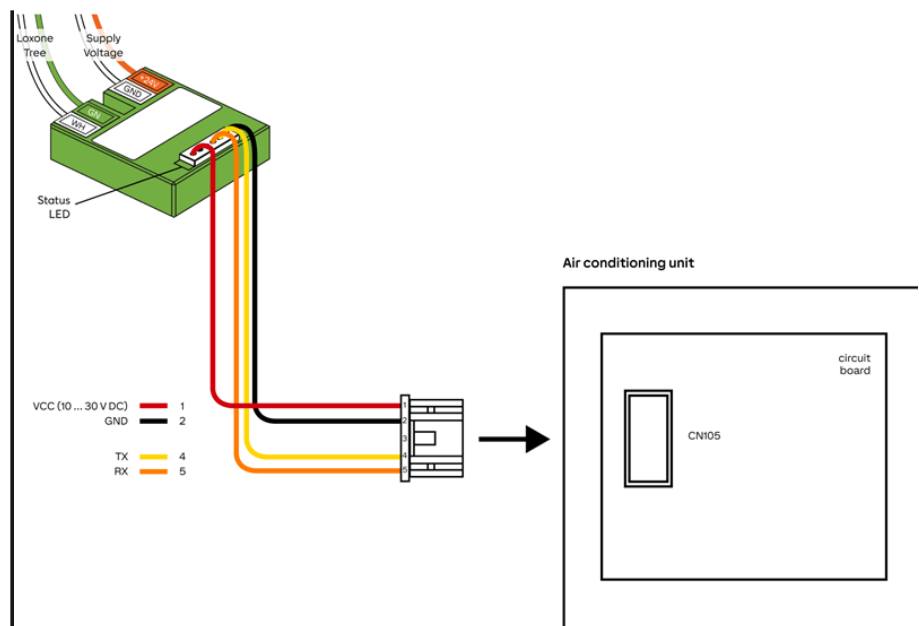 Loxone
Tree
Supply
Voltage
+24V
GND
GN
WH
Status
LED
Air conditioning unit
circuit
board
CN105
VCC (10 ... 30 V DC) 1
GND 2
TX 4
RX 5
1
2
3
4
5